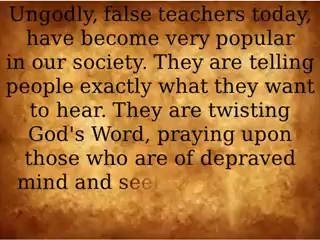 Ungodly, false teachers today,
have become very popular
in our society. They are telling
people exactly what they want
to hear. They are twisting
God's Word, praying upon
those who are of depraved
mind and see